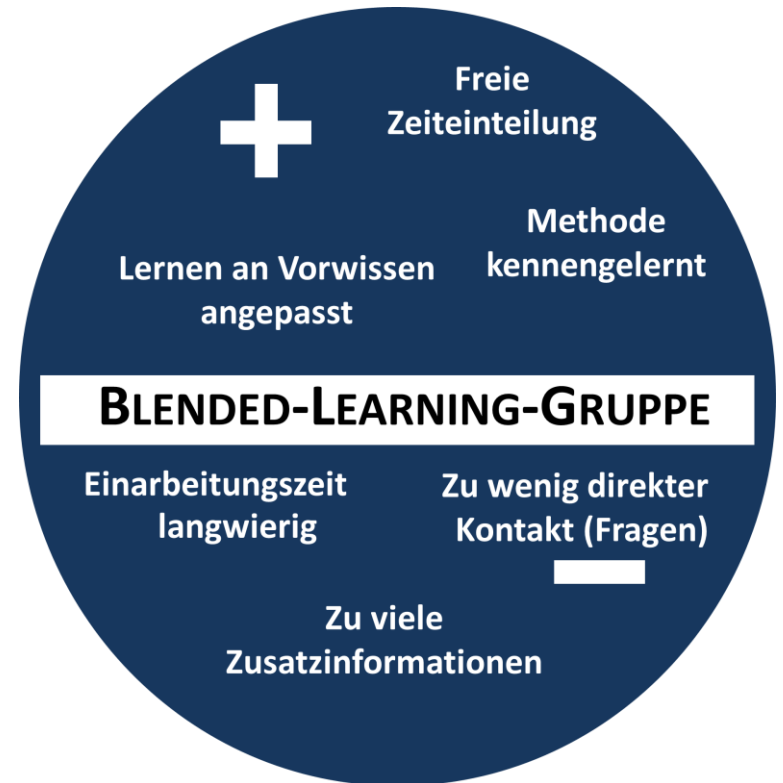 +
Freie
Zeiteinteilung
Methode
kennengelernt
Lernen an Vorwissen
angepasst
BLENDED-LEARNING-GRUPPE
Einarbeitungszeit
langwierig
Zu wenig direkter
Kontakt (Fragen)
–
Zu viele
Zusatzinformationen